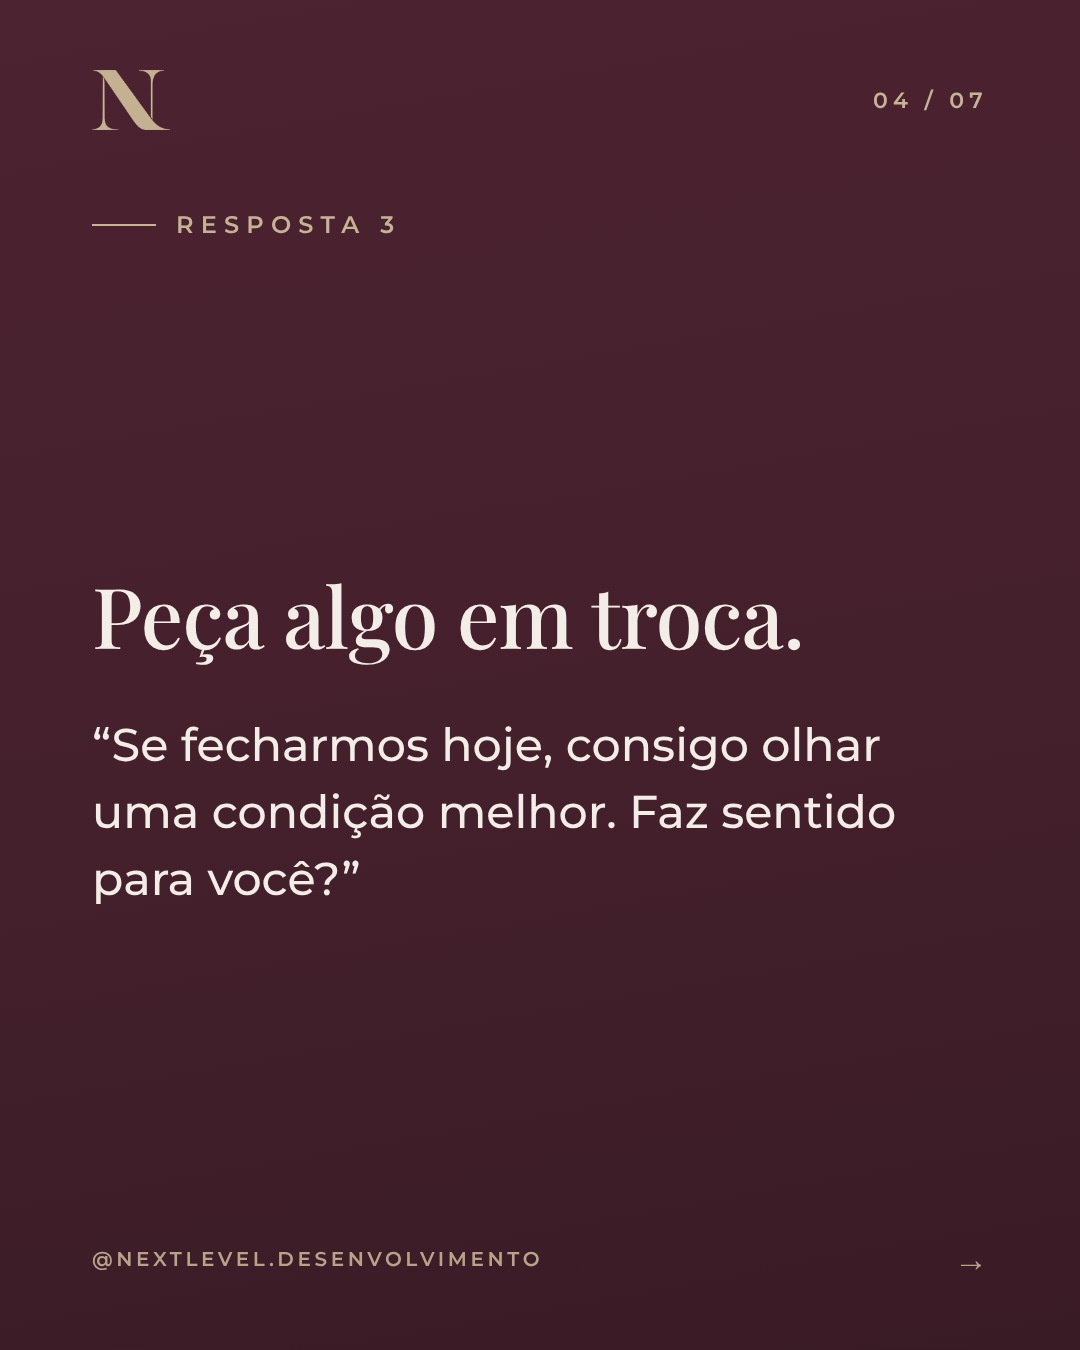 N
04 / 07
RESPOSTA 3
Peça algo em troca.
“Se fecharmos hoje, consigo olhar
uma condição melhor. Faz sentido
para você?”
@NEXTLEVEL.DESENVOLVIMENTO
→